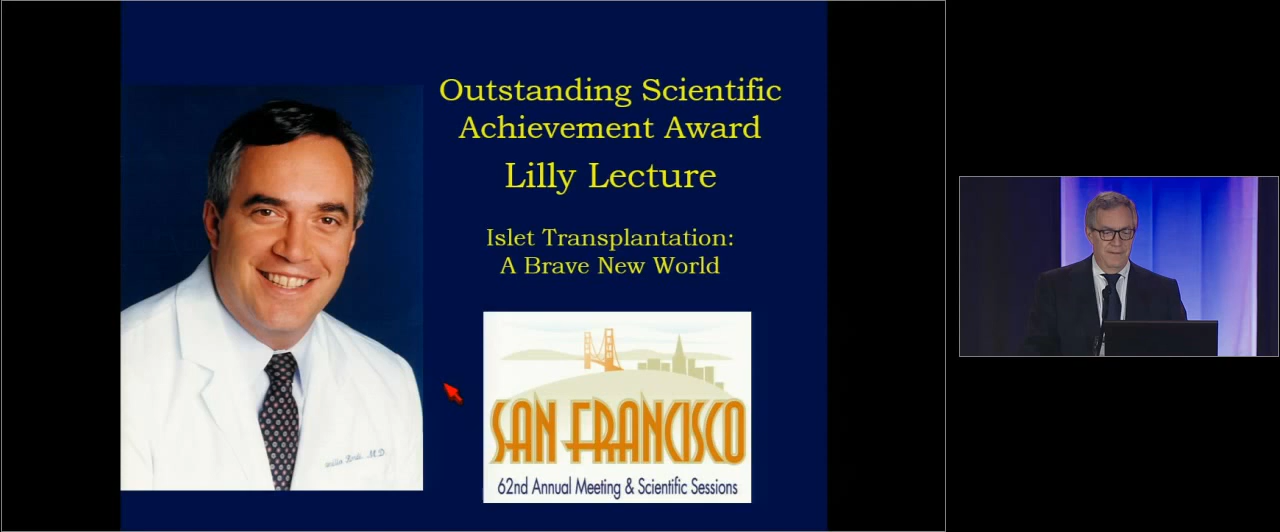 Outstanding Scientific
Achievement Award
Lilly Lecture
Islet Transplantation:
A Brave New World
SAN FRANCISCO
62nd Annual Meeting & Scientific Sessions
M.D.